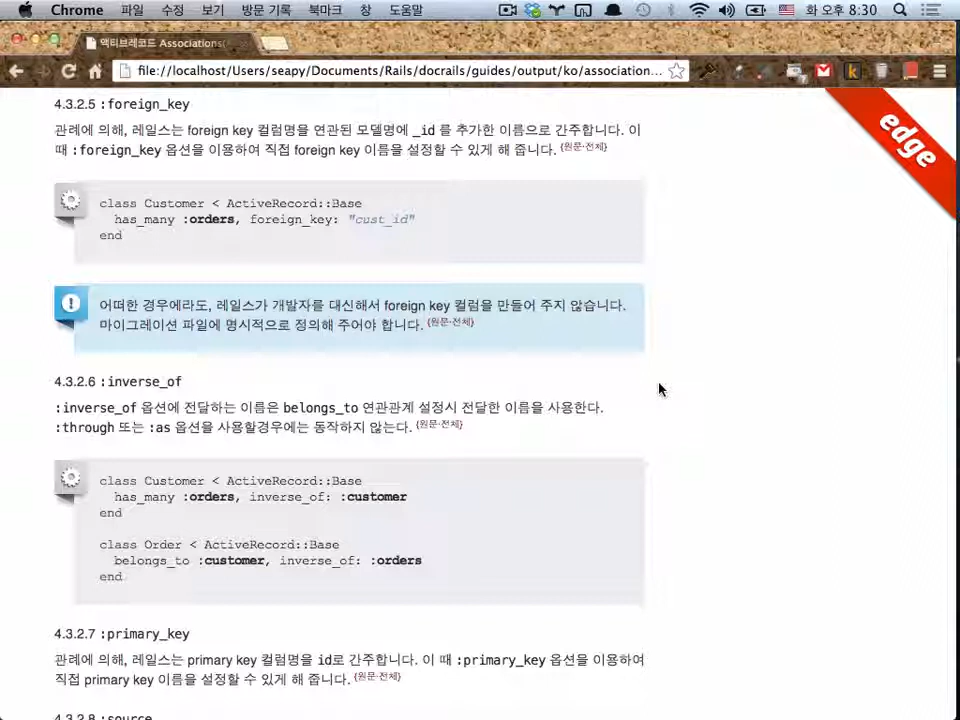 Chrome 파일 수정 보기 방문 기록 북마크 창 도움말 화 오후 8:30
액티브레코드 Associations(
file://localhost/Users/seapy/Documents/Rails/docrails/guides/output/ko/association...
edge
4.3.2.5 :foreign_key
관례에 의해, 레일스는 foreign key 컬럼명을 연관된 모델명에 _id 를 추가한 이름으로 간주합니다. 이
때 :foreign_key 옵션을 이용하여 직접 foreign key 이름을 설정할 수 있게 해 줍니다. {원문-전체}
class Customer < ActiveRecord::Base
has_many :orders, foreign_key: "cust_id"
end
어떠한 경우에라도, 레일스가 개발자를 대신해서 foreign key 컬럼을 만들어 주지 않습니다.
마이그레이션 파일에 명시적으로 정의해 주어야 합니다. {원문-전체}
4.3.2.6 :inverse_of
:inverse_of 옵션에 전달하는 이름은 belongs_to 연관관계 설정시 전달한 이름을 사용한다.
:through 또는 :as 옵션을 사용할경우에는 동작하지 않는다. {원문-전체}
class Customer < ActiveRecord::Base
has_many :orders, inverse_of: :customer
end
class Order < ActiveRecord::Base
belongs_to :customer, inverse_of: :orders
end
4.3.2.7 :primary_key
관례에 의해, 레일스는 primary key 컬럼명을 id로 간주합니다. 이 때 :primary_key 옵션을 이용하여
직접 primary key 이름을 설정할 수 있게 해 줍니다. {원문-전체}
4.3.2.8 :source